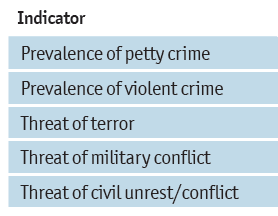 Indicator
Prevalence of petty crime
Prevalence of violent crime
Threat of terror
Threat of military conflict
Threat of civil unrest/conflict